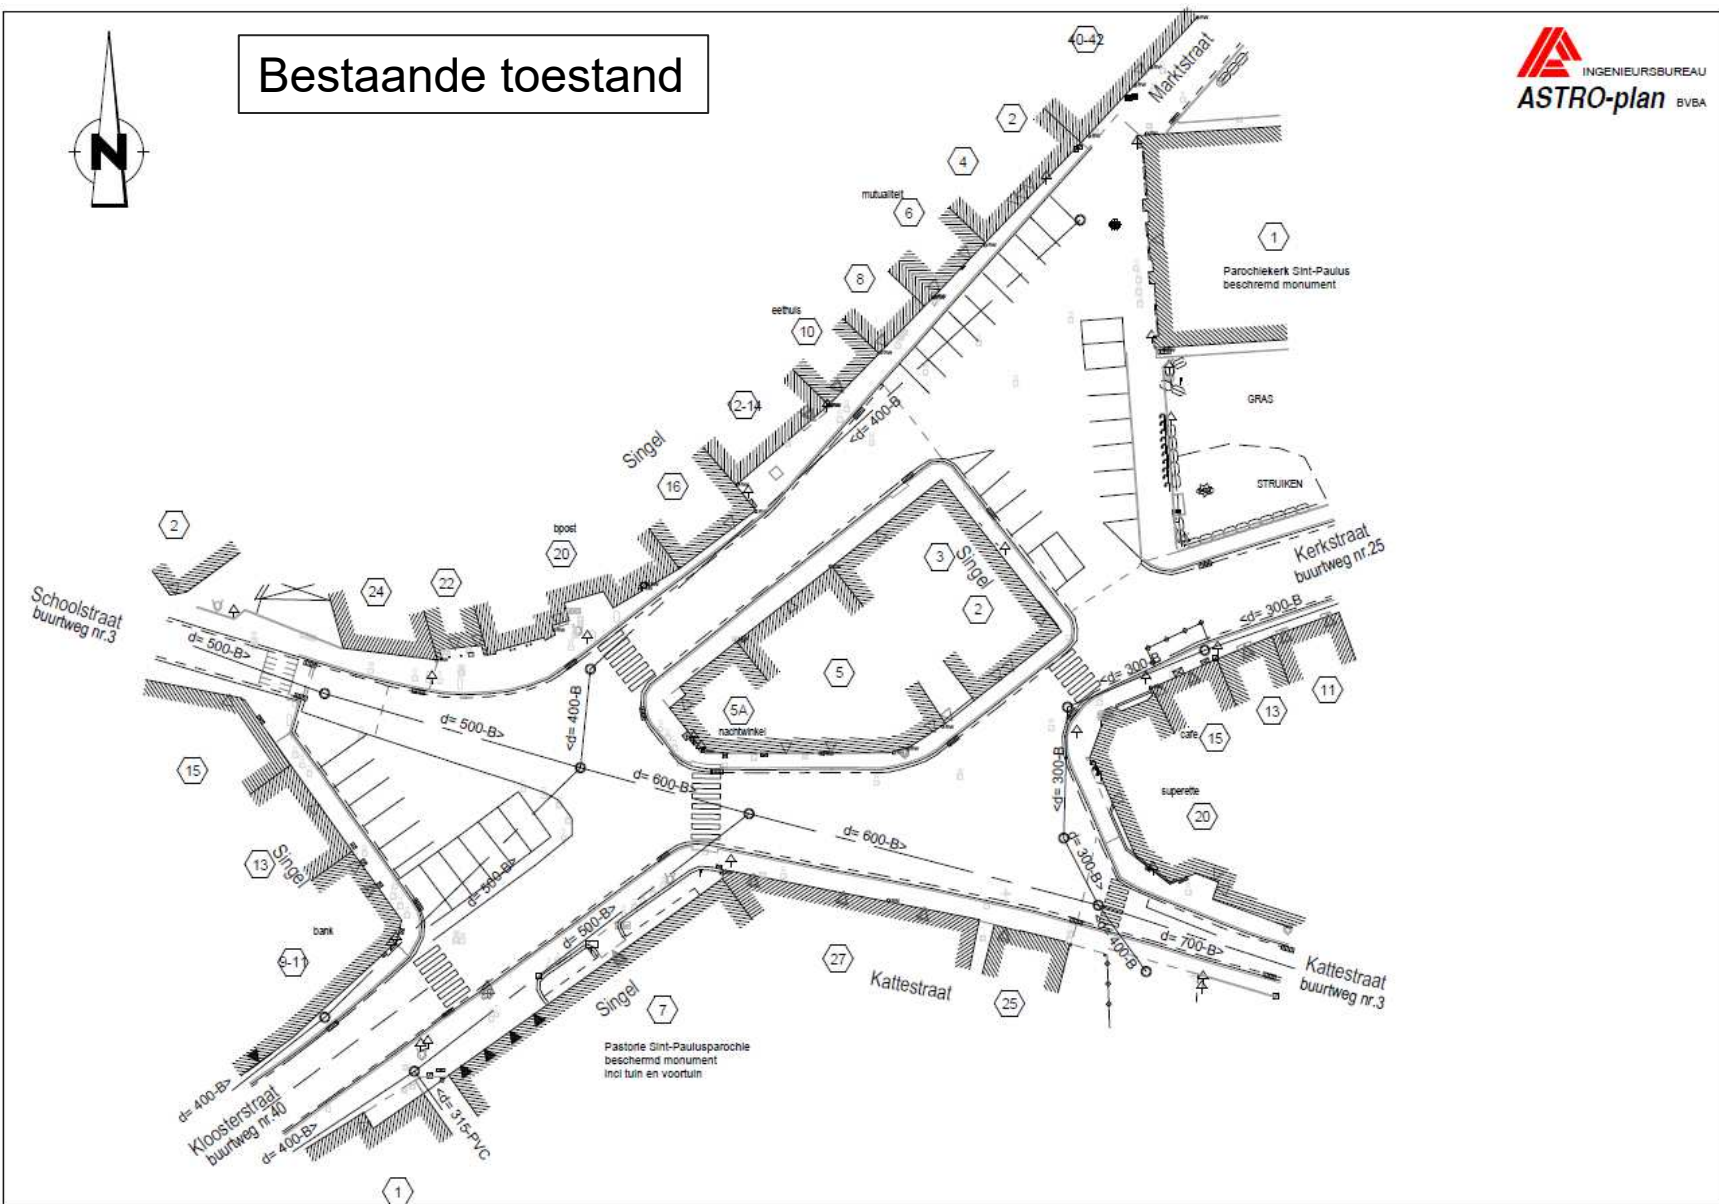 Bestaande toestand
N
INGENIEURSBUREAU
ASTRO-plan BVBA
40-42
Marktstraat
2
4
mutualiteit
6
8
eethuis
10
12-14
1
Parochiekerk Sint-Paulus
beschremd monument
GRAS
STRUIKEN
<d= 400-B
Singel
16
bpost
20
22
24
2
Schoolstraat
buurtweg nr.3
Kerkstraat
buurtweg nr.25
3
Singel
2
5
5A
nachtwinkel
d= 500-B>
d= 500-B>
<d= 400-B
d= 600-B>
d= 600-B>
<d= 300-B
<d= 300-B
<d= 300-B
d= 300-B>
11
13
15
cafe
superette
20
15
13
Singel
bank
9-11
d= 500-B>
d= 500-B>
27
Kattestraat
25
d= 400-B
d= 700-B>
Kattestraat
buurtweg nr.3
Singel
7
Pastorie Sint-Paulusparochie
beschermd monument
incl tuin en voortuin
d= 400-B>
Kloosterstraat
buurtweg nr.40
d= 400-B>
<d= 315-PVC
1